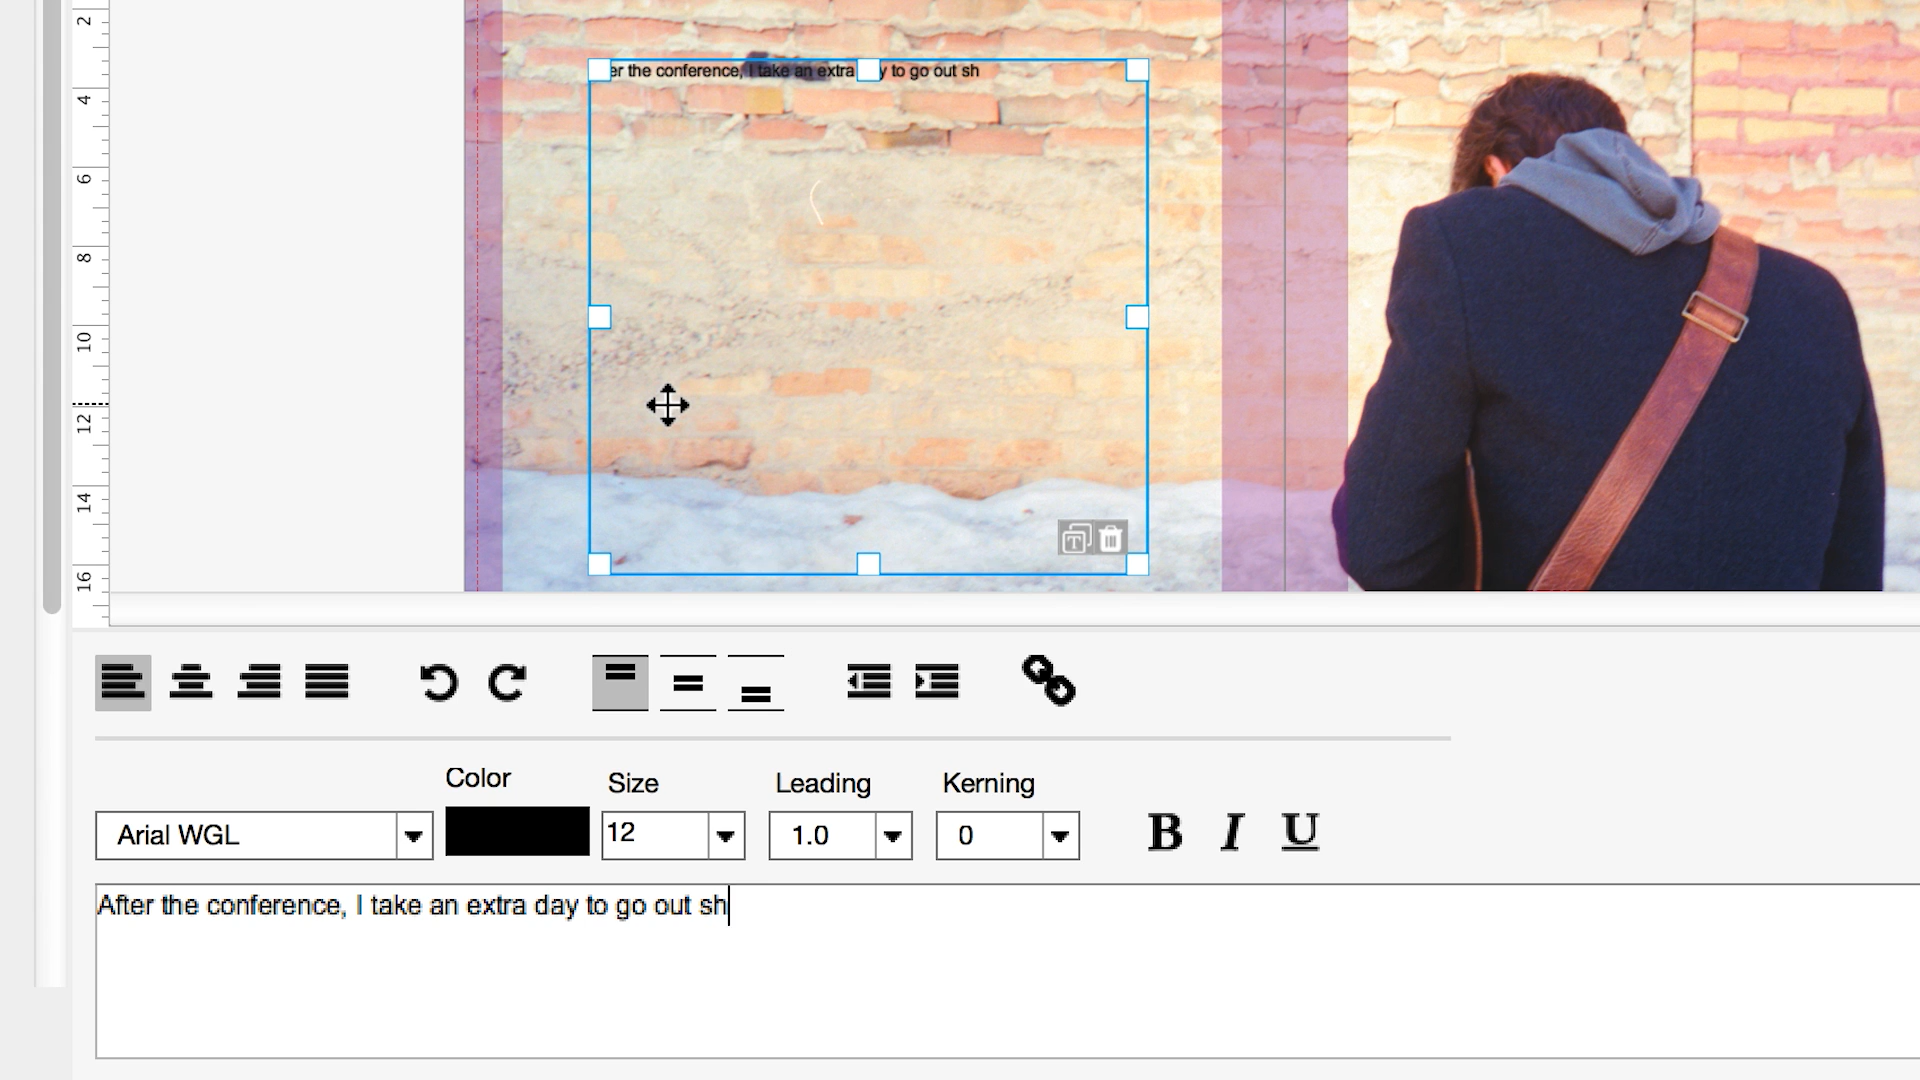 2
4
6
8
10
12
14
16
er the conference, I take an extra y to go out sh
T
Color
Size
Leading
Kerning
Arial WGL
12
1.0
0
B I U
After the conference, I take an extra day to go out sh